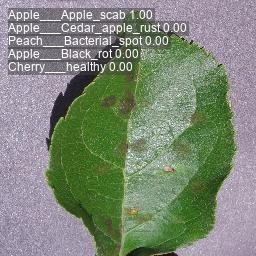 Apple___Apple_scab 1.00
Apple___Cedar_apple_rust 0.00
Peach___Bacterial_spot 0.00
Apple___Black_rot 0.00
Cherry___healthy 0.00